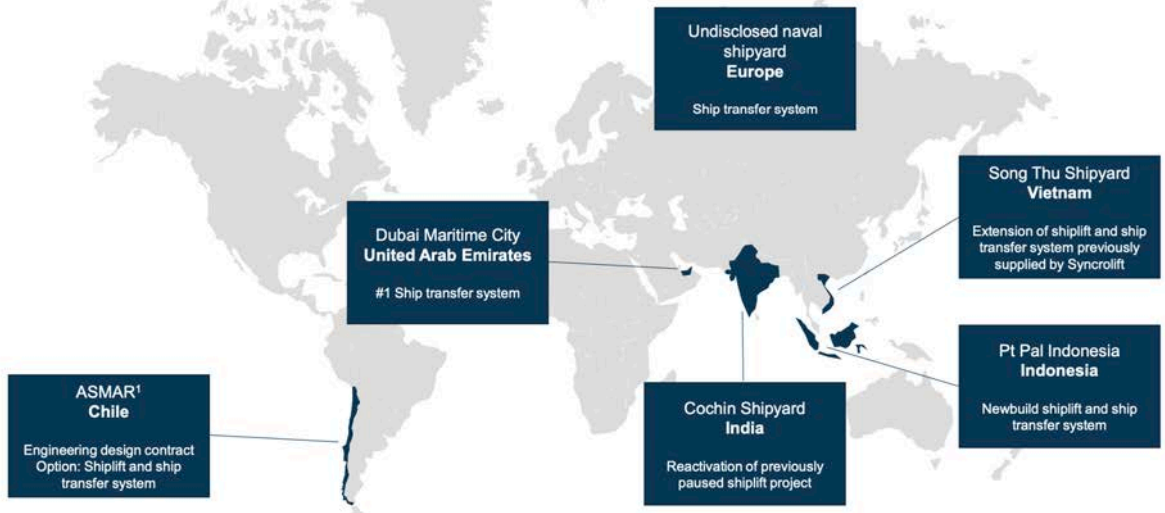 Undisclosed naval
shipyard
Europe
Ship transfer system
Song Thu Shipyard
Vietnam
Extension of shiplift and ship
transfer system previously
supplied by Syncrolift
Dubai Maritime City
United Arab Emirates
#1 Ship transfer system
Pt Pal Indonesia
Indonesia
Newbuild shiplift and ship
transfer system
ASMAR¹
Chile
Engineering design contract
Option: Shiplift and ship
transfer system
Cochin Shipyard
India
Reactivation of previously
paused shiplift project